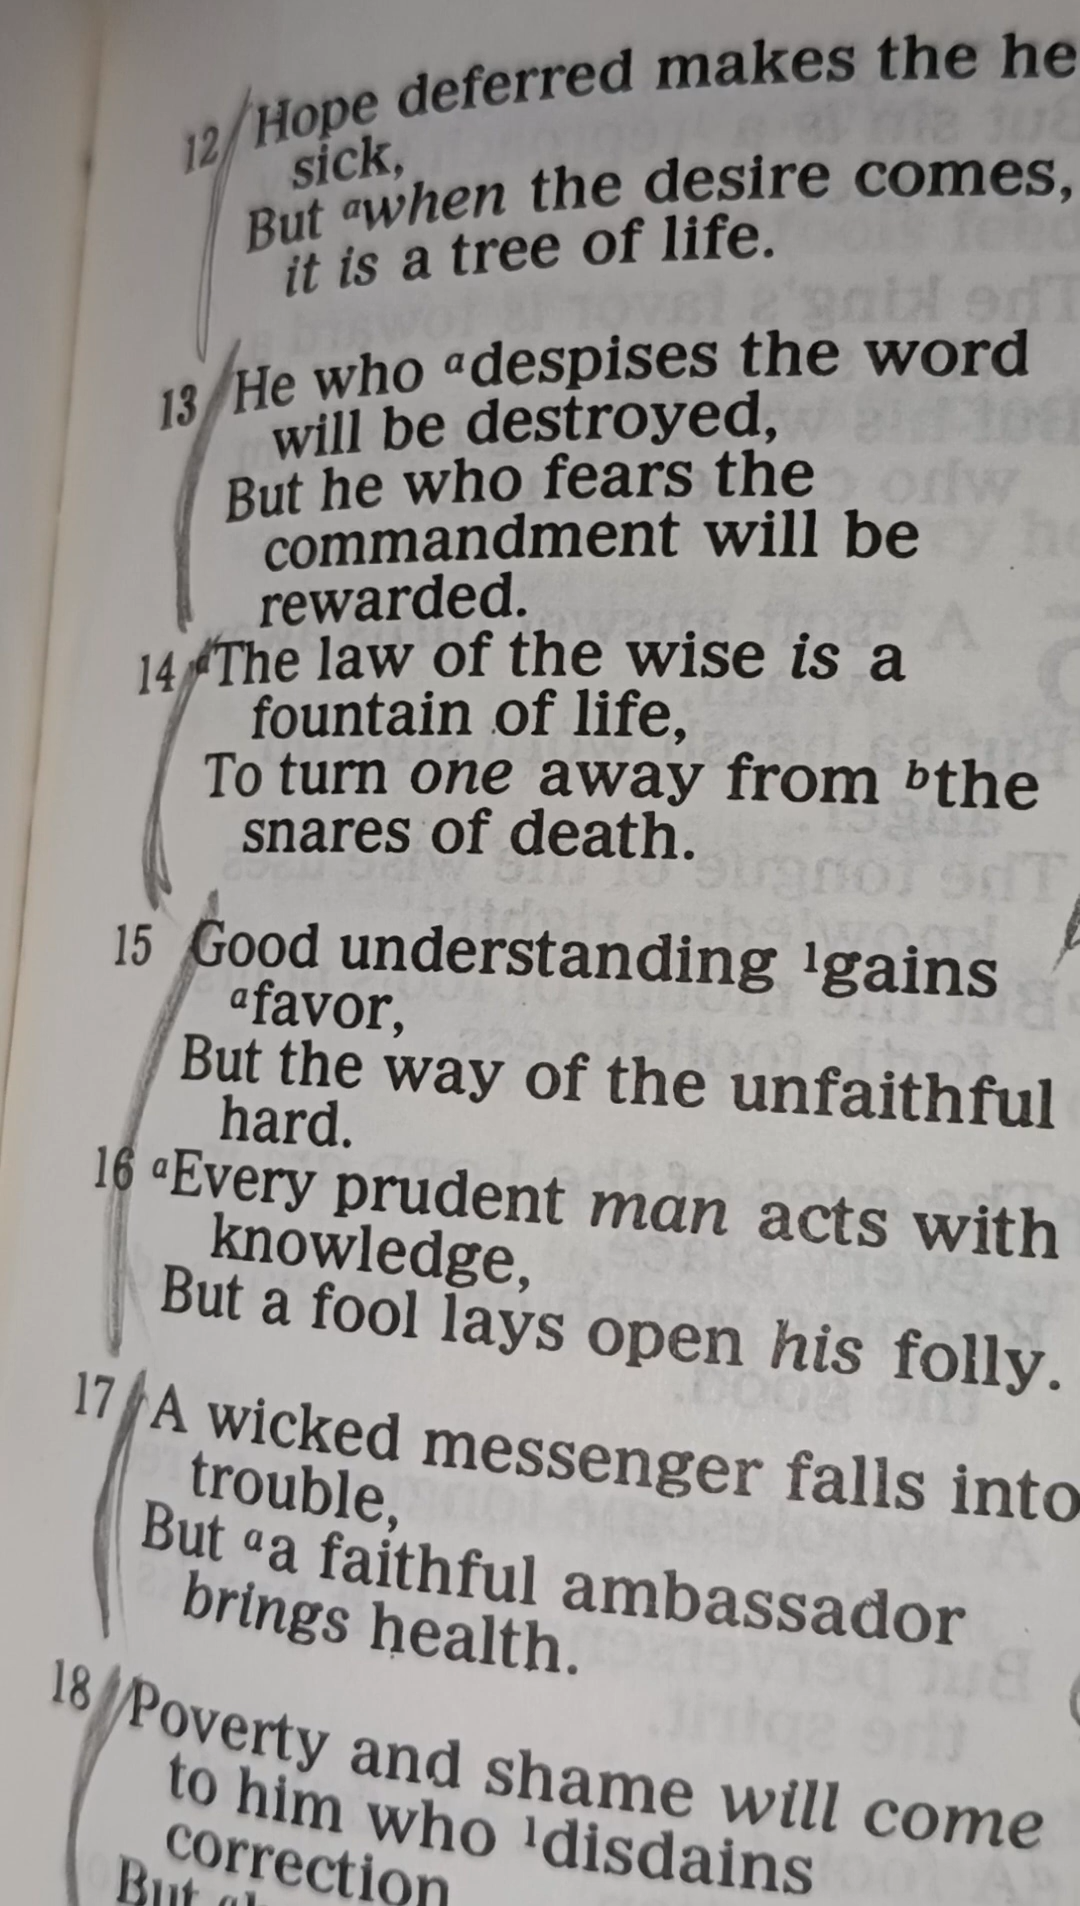 12 Hope deferred makes the he
sick,
But ᵃwhen the desire comes,
it is a tree of life.
13 He who ᵃdespises the word
will be destroyed,
But he who fears the
commandment will be
rewarded.
14 ᵃThe law of the wise is a
fountain of life,
To turn one away from ᵇthe
snares of death.
15 Good understanding ¹gains
ᵃfavor,
But the way of the unfaithful
hard.
16 ᵃEvery prudent man acts with
knowledge,
But a fool lays open his folly.
17 A wicked messenger falls into
trouble,
But ᵃa faithful ambassador
brings health.
18 Poverty and shame will come
to him who ¹disdains
correction
But